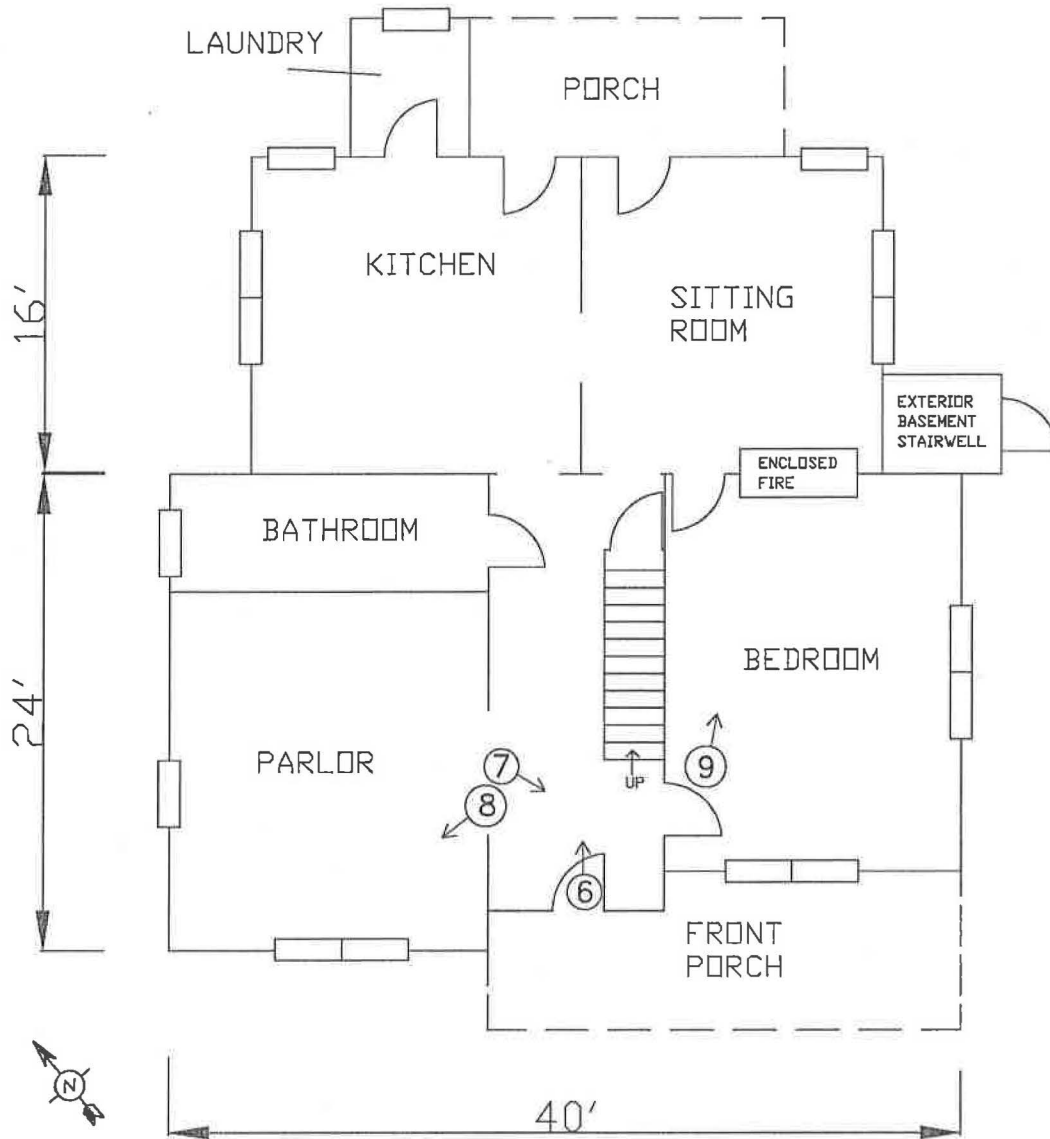 LAUNDRY
PORCH
KITCHEN
16'
SITTING
ROOM
EXTERIOR
BASEMENT
STAIRWELL
ENCLOSED
FIRE
BATHROOM
BEDROOM
24'
PARLOR
7
9
UP
8
6
FRONT
PORCH
N
40'